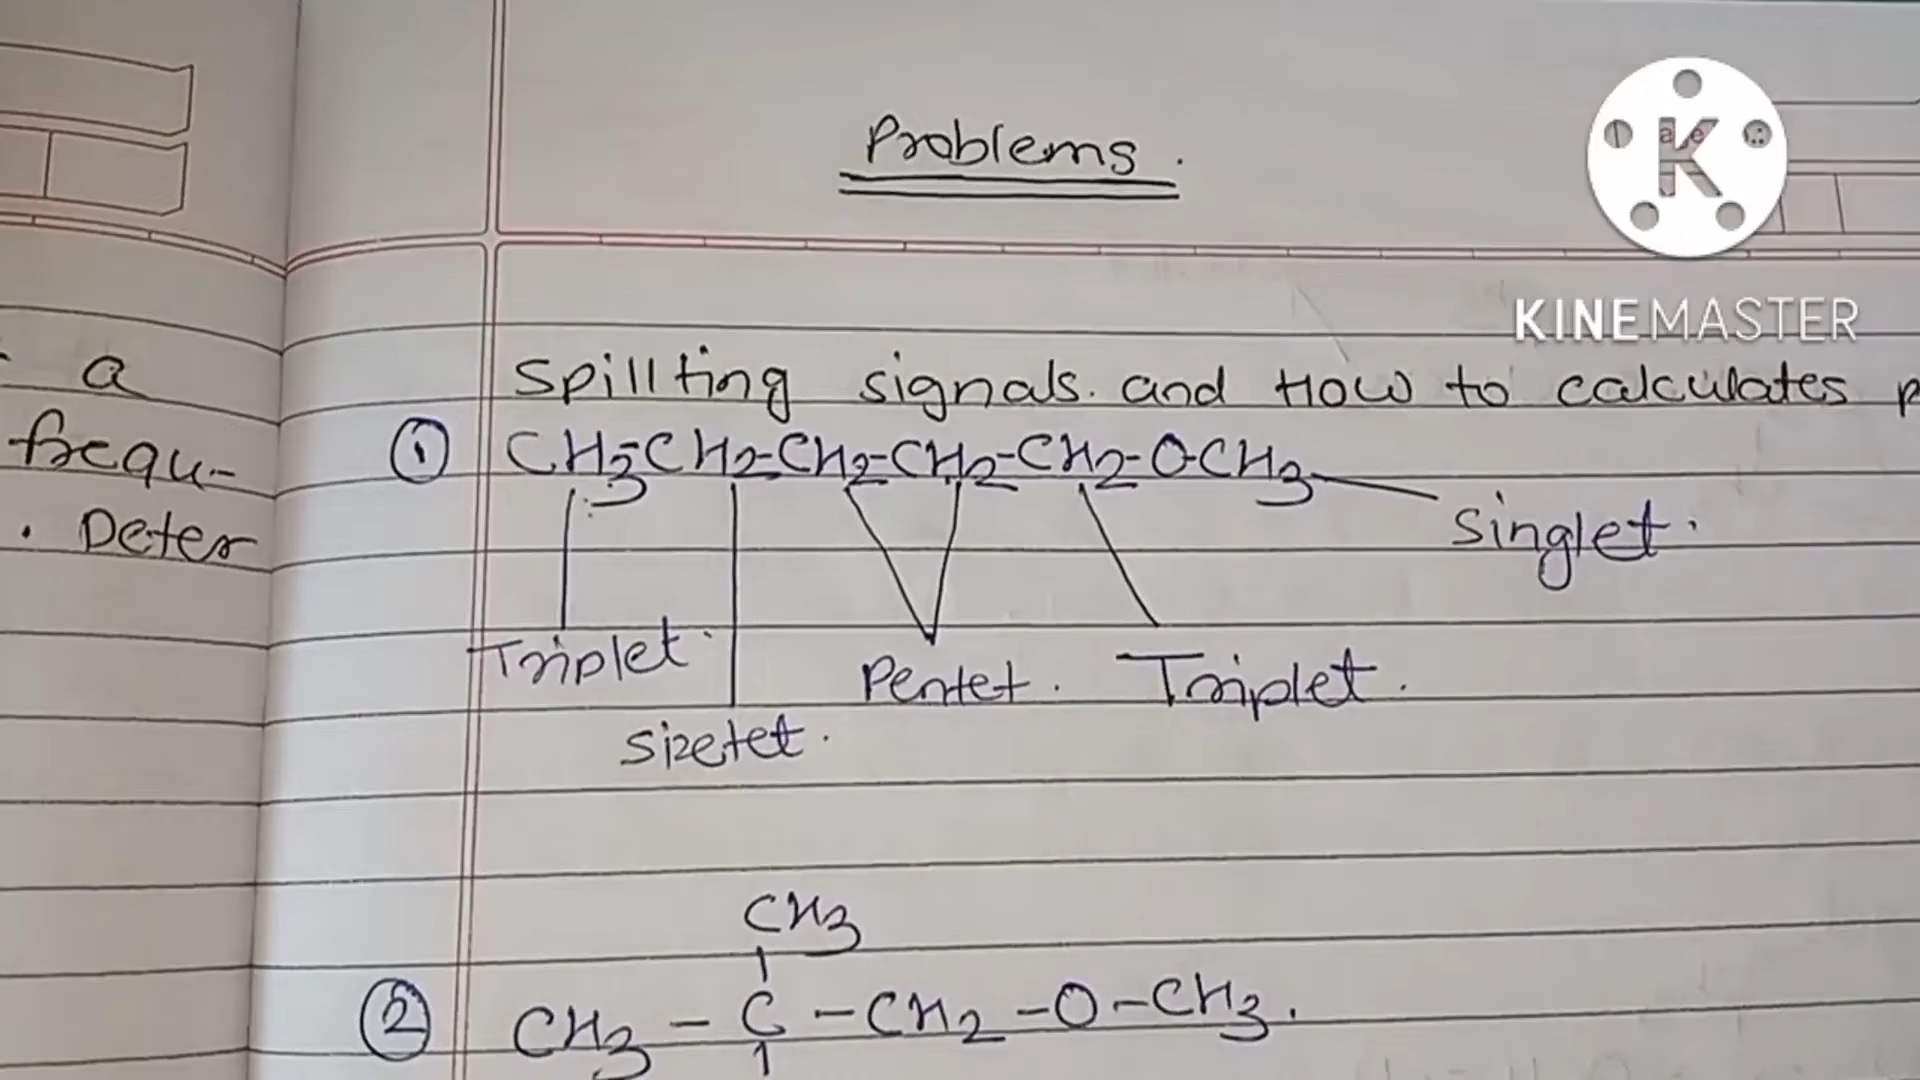 Problems.
KINEMASTER
a
frequ-
. Deter
Spillting signals. and How to calculates
① CH3-CH2-CH2-CH2-CH2-O-CH3
Singlet.
Triplet.
Pentet. Triplet.
Sizetet.
CH3
② CH3 - C - CH2 - O - CH3.